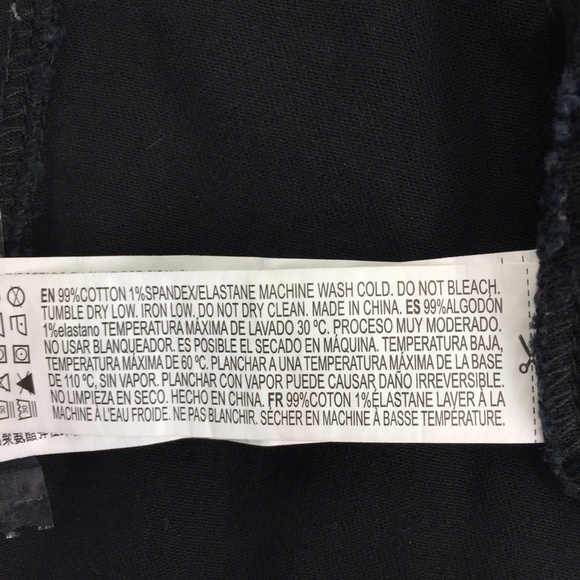 EN 99%COTTON 1%SPANDEX/ELASTANE MACHINE WASH COLD. DO NOT BLEACH.
TUMBLE DRY LOW. IRON LOW. DO NOT DRY CLEAN. MADE IN CHINA. ES 99%ALGODÓN
1%elastano TEMPERATURA MÁXIMA DE LAVADO 30 ºC. PROCESO MUY MODERADO.
NO USAR BLANQUEADOR. ES POSIBLE EL SECADO EN MÁQUINA. TEMPERATURA BAJA,
TEMPERATURA MÁXIMA DE 60 ºC. PLANCHAR A UNA TEMPERATURA MÁXIMA DE LA BASE
DE 110 ºC, SIN VAPOR. PLANCHAR CON VAPOR PUEDE CAUSAR DAÑO IRREVERSIBLE.
NO LIMPIEZA EN SECO. HECHO EN CHINA. FR 99%COTON 1%ÉLASTANE LAVER À LA
MACHINE À L'EAU FROIDE. NE PAS BLANCHIR. SÉCHER EN MACHINE À BASSE TEMPÉRATURE.